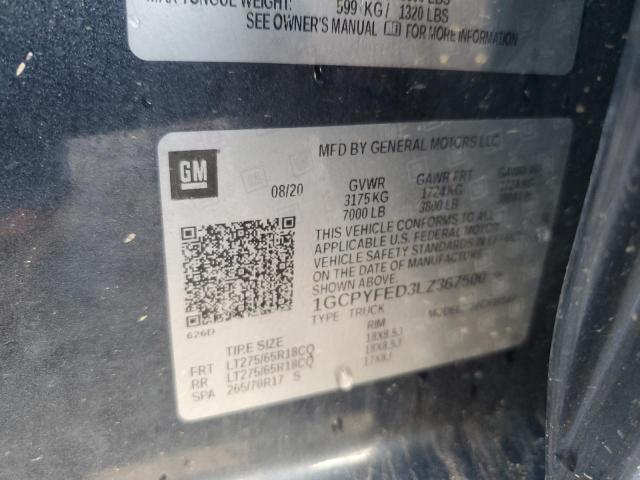 599 KG/ 1320 LBS
SEE OWNER'S MANUAL FOR MORE INFORMATION
GM
MFD BY GENERAL MOTORS LLC
08/20
GVWR GAWR FRT
3175 KG 1724 KG
7000 LB 3800 LB
THIS VEHICLE CONFORMS TO ALL
APPLICABLE U.S. FEDERAL MOTOR
VEHICLE SAFETY STANDARDS IN EFFECT
ON THE DATE OF MANUFACTURE
SHOWN ABOVE.
1GCPYFED3LZ367500
TYPE: TRUCK MODEL:
626D
TIRE SIZE RIM
FRT LT275/65R18CQ 18X8.5J
RR LT275/65R18CQ 18X8.5J
SPA 265/70R17 S 17X8J